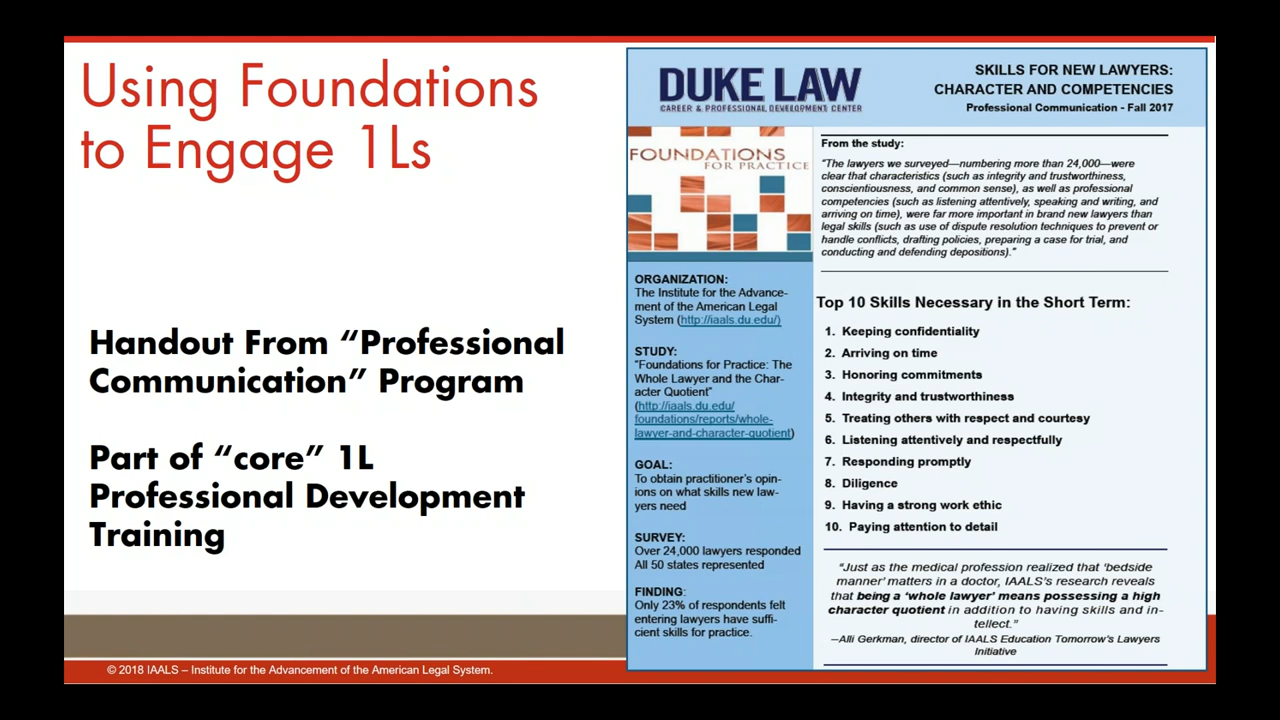 Using Foundations
to Engage 1Ls
Handout From “Professional
Communication” Program
Part of “core” 1L
Professional Development
Training
© 2018 IAALS – Institute for the Advancement of the American Legal System.
DUKE LAW
CAREER & PROFESSIONAL DEVELOPMENT CENTER
SKILLS FOR NEW LAWYERS:
CHARACTER AND COMPETENCIES
Professional Communication - Fall 2017
FOUNDATIONS
FOR PRACTICE
ORGANIZATION:
The Institute for the Advance-
ment of the American Legal
System (http://iaals.du.edu/)
STUDY:
“Foundations for Practice: The
Whole Lawyer and the Char-
acter Quotient”
(http://iaals.du.edu/
foundations/reports/whole-
lawyer-and-character-quotient)
GOAL:
To obtain practitioner’s opin-
ions on what skills new law-
yers need
SURVEY:
Over 24,000 lawyers responded
All 50 states represented
FINDING:
Only 23% of respondents felt
entering lawyers have suffi-
cient skills for practice.
From the study:
“The lawyers we surveyed—numbering more than 24,000—were
clear that characteristics (such as integrity and trustworthiness,
conscientiousness, and common sense), as well as professional
competencies (such as listening attentively, speaking and writing, and
arriving on time), were far more important in brand new lawyers than
legal skills (such as use of dispute resolution techniques to prevent or
handle conflicts, drafting policies, preparing a case for trial, and
conducting and defending depositions).”
Top 10 Skills Necessary in the Short Term:
1. Keeping confidentiality
2. Arriving on time
3. Honoring commitments
4. Integrity and trustworthiness
5. Treating others with respect and courtesy
6. Listening attentively and respectfully
7. Responding promptly
8. Diligence
9. Having a strong work ethic
10. Paying attention to detail
“Just as the medical profession realized that ‘bedside
manner’ matters in a doctor, IAALS’s research reveals
that being a ‘whole lawyer’ means possessing a high
character quotient in addition to having skills and in-
tellect.”
—Alli Gerkman, director of IAALS Education Tomorrow’s Lawyers
Initiative